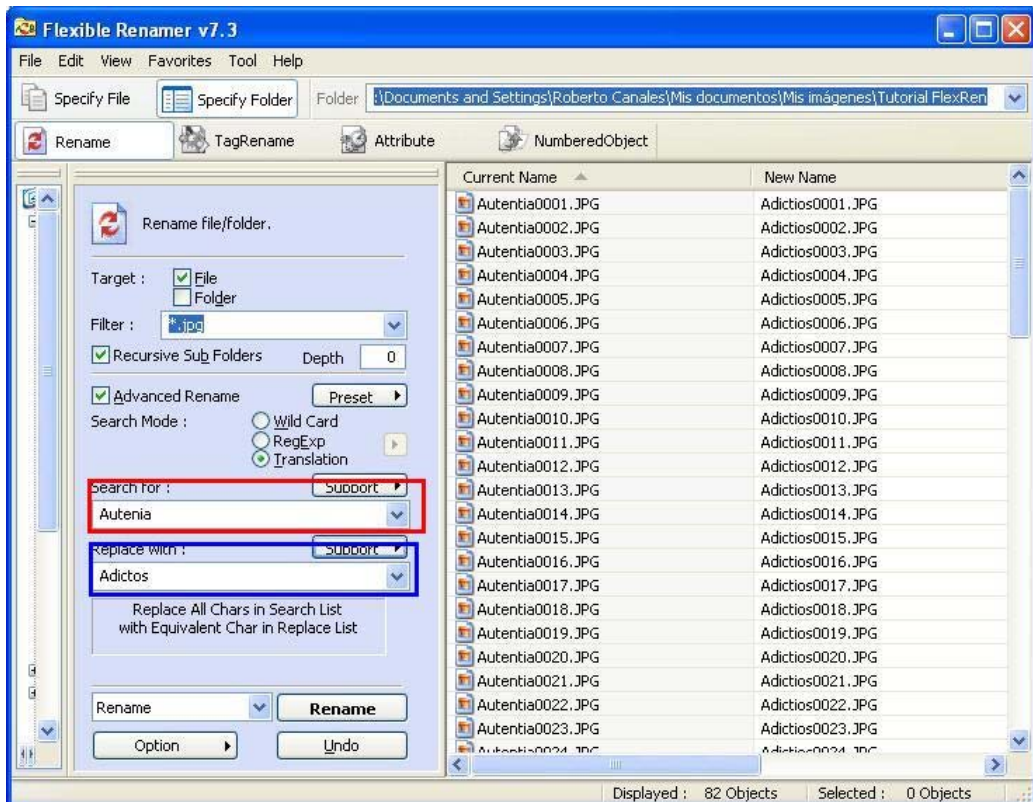 Flexible Renamer v7.3
File Edit View Favorites Tool Help
Specify File Specify Folder Folder :\Documents and Settings\Roberto Canales\Mis documentos\Mis imágenes\Tutorial FlexRen
Rename TagRename Attribute NumberedObject
Rename file/folder.
Target : File
Folder
Filter : *.jpg
Recursive Sub Folders Depth 0
Advanced Rename Preset
Search Mode : Wild Card
RegExp
Translation
Search for : Support
Autenia
Replace with : Support
Adictos
Replace All Chars in Search List
with Equivalent Char in Replace List
Rename Rename
Option Undo
Current Name New Name
Autentia0001.JPG Adictios0001.JPG
Autentia0002.JPG Adictios0002.JPG
Autentia0003.JPG Adictios0003.JPG
Autentia0004.JPG Adictios0004.JPG
Autentia0005.JPG Adictios0005.JPG
Autentia0006.JPG Adictios0006.JPG
Autentia0007.JPG Adictios0007.JPG
Autentia0008.JPG Adictios0008.JPG
Autentia0009.JPG Adictios0009.JPG
Autentia0010.JPG Adictios0010.JPG
Autentia0011.JPG Adictios0011.JPG
Autentia0012.JPG Adictios0012.JPG
Autentia0013.JPG Adictios0013.JPG
Autentia0014.JPG Adictios0014.JPG
Autentia0015.JPG Adictios0015.JPG
Autentia0016.JPG Adictios0016.JPG
Autentia0017.JPG Adictios0017.JPG
Autentia0018.JPG Adictios0018.JPG
Autentia0019.JPG Adictios0019.JPG
Autentia0020.JPG Adictios0020.JPG
Autentia0021.JPG Adictios0021.JPG
Autentia0022.JPG Adictios0022.JPG
Autentia0023.JPG Adictios0023.JPG
Autentia0024.JPG Adictios0024.JPG
Displayed : 82 Objects Selected : 0 Objects